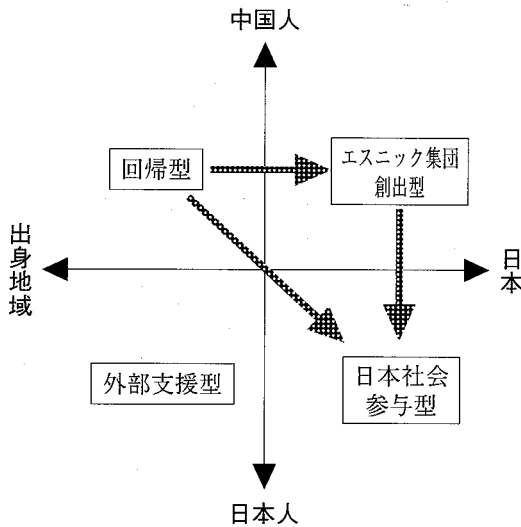 中国人
回帰型
エスニック集団
創出型
出身地域
日本
外部支援型
日本社会
参与型
日本人